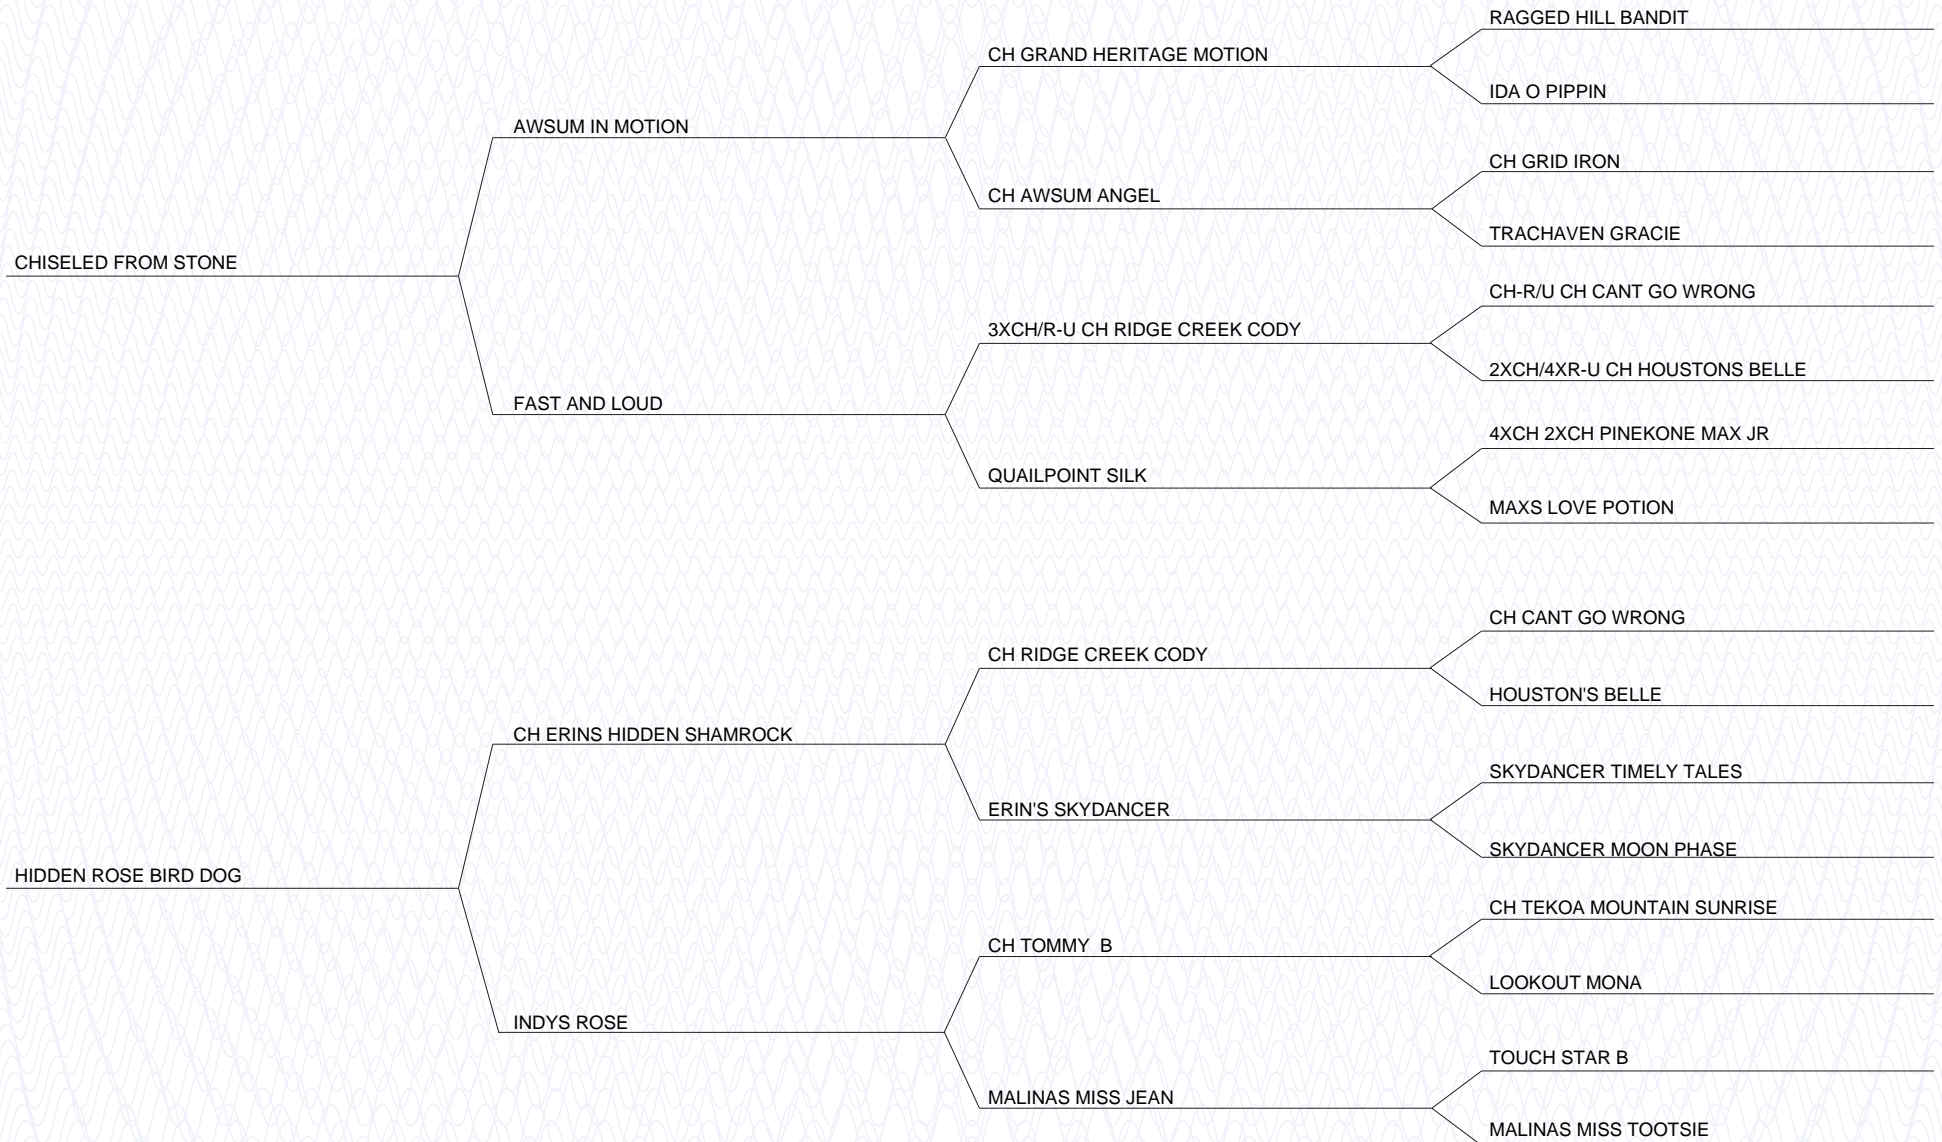 RAGGED HILL BANDIT
CH GRAND HERITAGE MOTION
IDA O PIPPIN
AWSUM IN MOTION
CH GRID IRON
CH AWSUM ANGEL
TRACHAVEN GRACIE
CHISELED FROM STONE
CH-R/U CH CANT GO WRONG
3XCH/R-U CH RIDGE CREEK CODY
2XCH/4XR-U CH HOUSTONS BELLE
FAST AND LOUD
4XCH 2XCH PINEKONE MAX JR
QUAILPOINT SILK
MAXS LOVE POTION
CH CANT GO WRONG
CH RIDGE CREEK CODY
HOUSTON'S BELLE
CH ERINS HIDDEN SHAMROCK
SKYDANCER TIMELY TALES
ERIN'S SKYDANCER
SKYDANCER MOON PHASE
HIDDEN ROSE BIRD DOG
CH TEKOA MOUNTAIN SUNRISE
CH TOMMY  B
LOOKOUT MONA
INDYS ROSE
TOUCH STAR B
MALINAS MISS JEAN
MALINAS MISS TOOTSIE